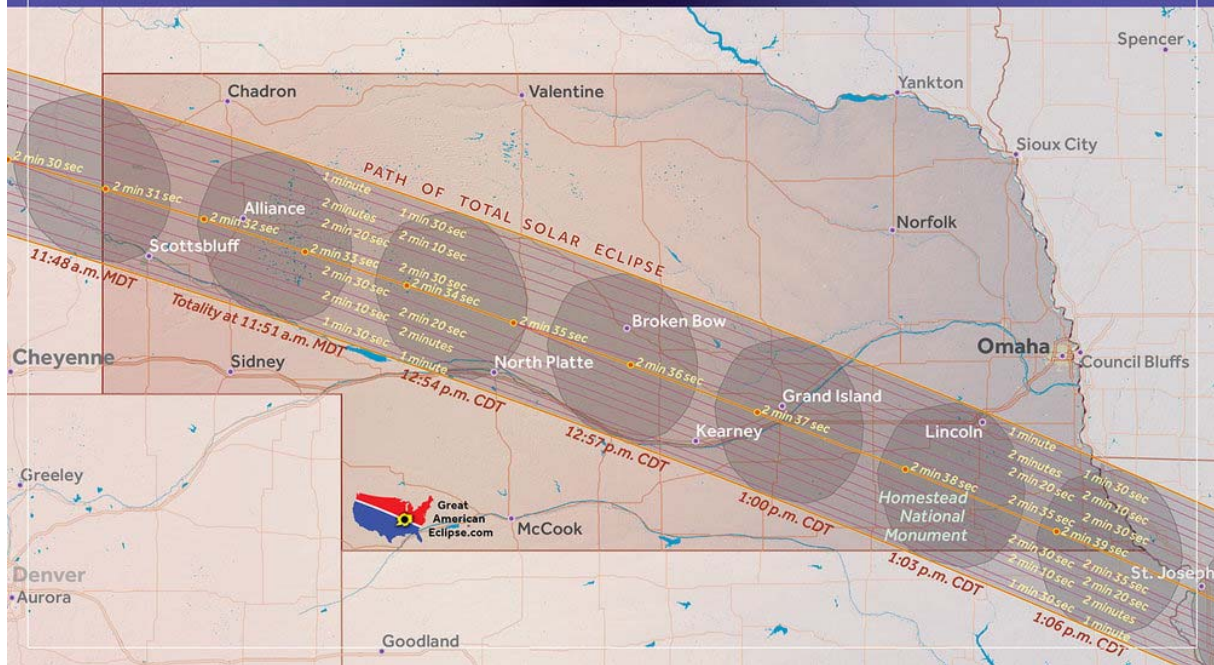 Spencer
Chadron
Valentine
Yankton
Sioux City
PATH OF TOTAL SOLAR ECLIPSE
2 min 30 sec
2 min 31 sec
2 min 32 sec
2 min 33 sec
2 min 34 sec
2 min 35 sec
2 min 36 sec
2 min 37 sec
2 min 38 sec
2 min 39 sec
1 minute
2 minutes
2 min 20 sec
2 min 30 sec
2 min 10 sec
1 min 30 sec
1 min 30 sec
2 min 10 sec
2 min 30 sec
2 min 20 sec
2 minutes
1 minute
Alliance
Scottsbluff
Norfolk
11:48 a.m. MDT
Totality at 11:51 a.m. MDT
12:54 p.m. CDT
12:57 p.m. CDT
1:00 p.m. CDT
1:03 p.m. CDT
1:06 p.m. CDT
Broken Bow
Cheyenne
Sidney
North Platte
Omaha
Council Bluffs
Grand Island
Kearney
Lincoln
1 minute
2 minutes
2 min 20 sec
2 min 35 sec
2 min 30 sec
2 min 10 sec
1 min 30 sec
1 min 30 sec
2 min 10 sec
2 min 30 sec
2 min 35 sec
2 min 20 sec
2 minutes
1 minute
Greeley
Great
American
Eclipse.com
McCook
Homestead
National
Monument
Denver
Aurora
St. Joseph
Goodland